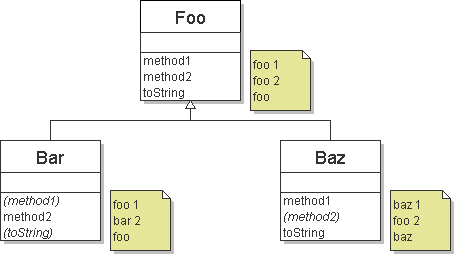 Foo
method1
method2
toString
foo 1
foo 2
foo
Bar
(method1)
method2
(toString)
foo 1
bar 2
foo
Baz
method1
(method2)
toString
baz 1
foo 2
baz